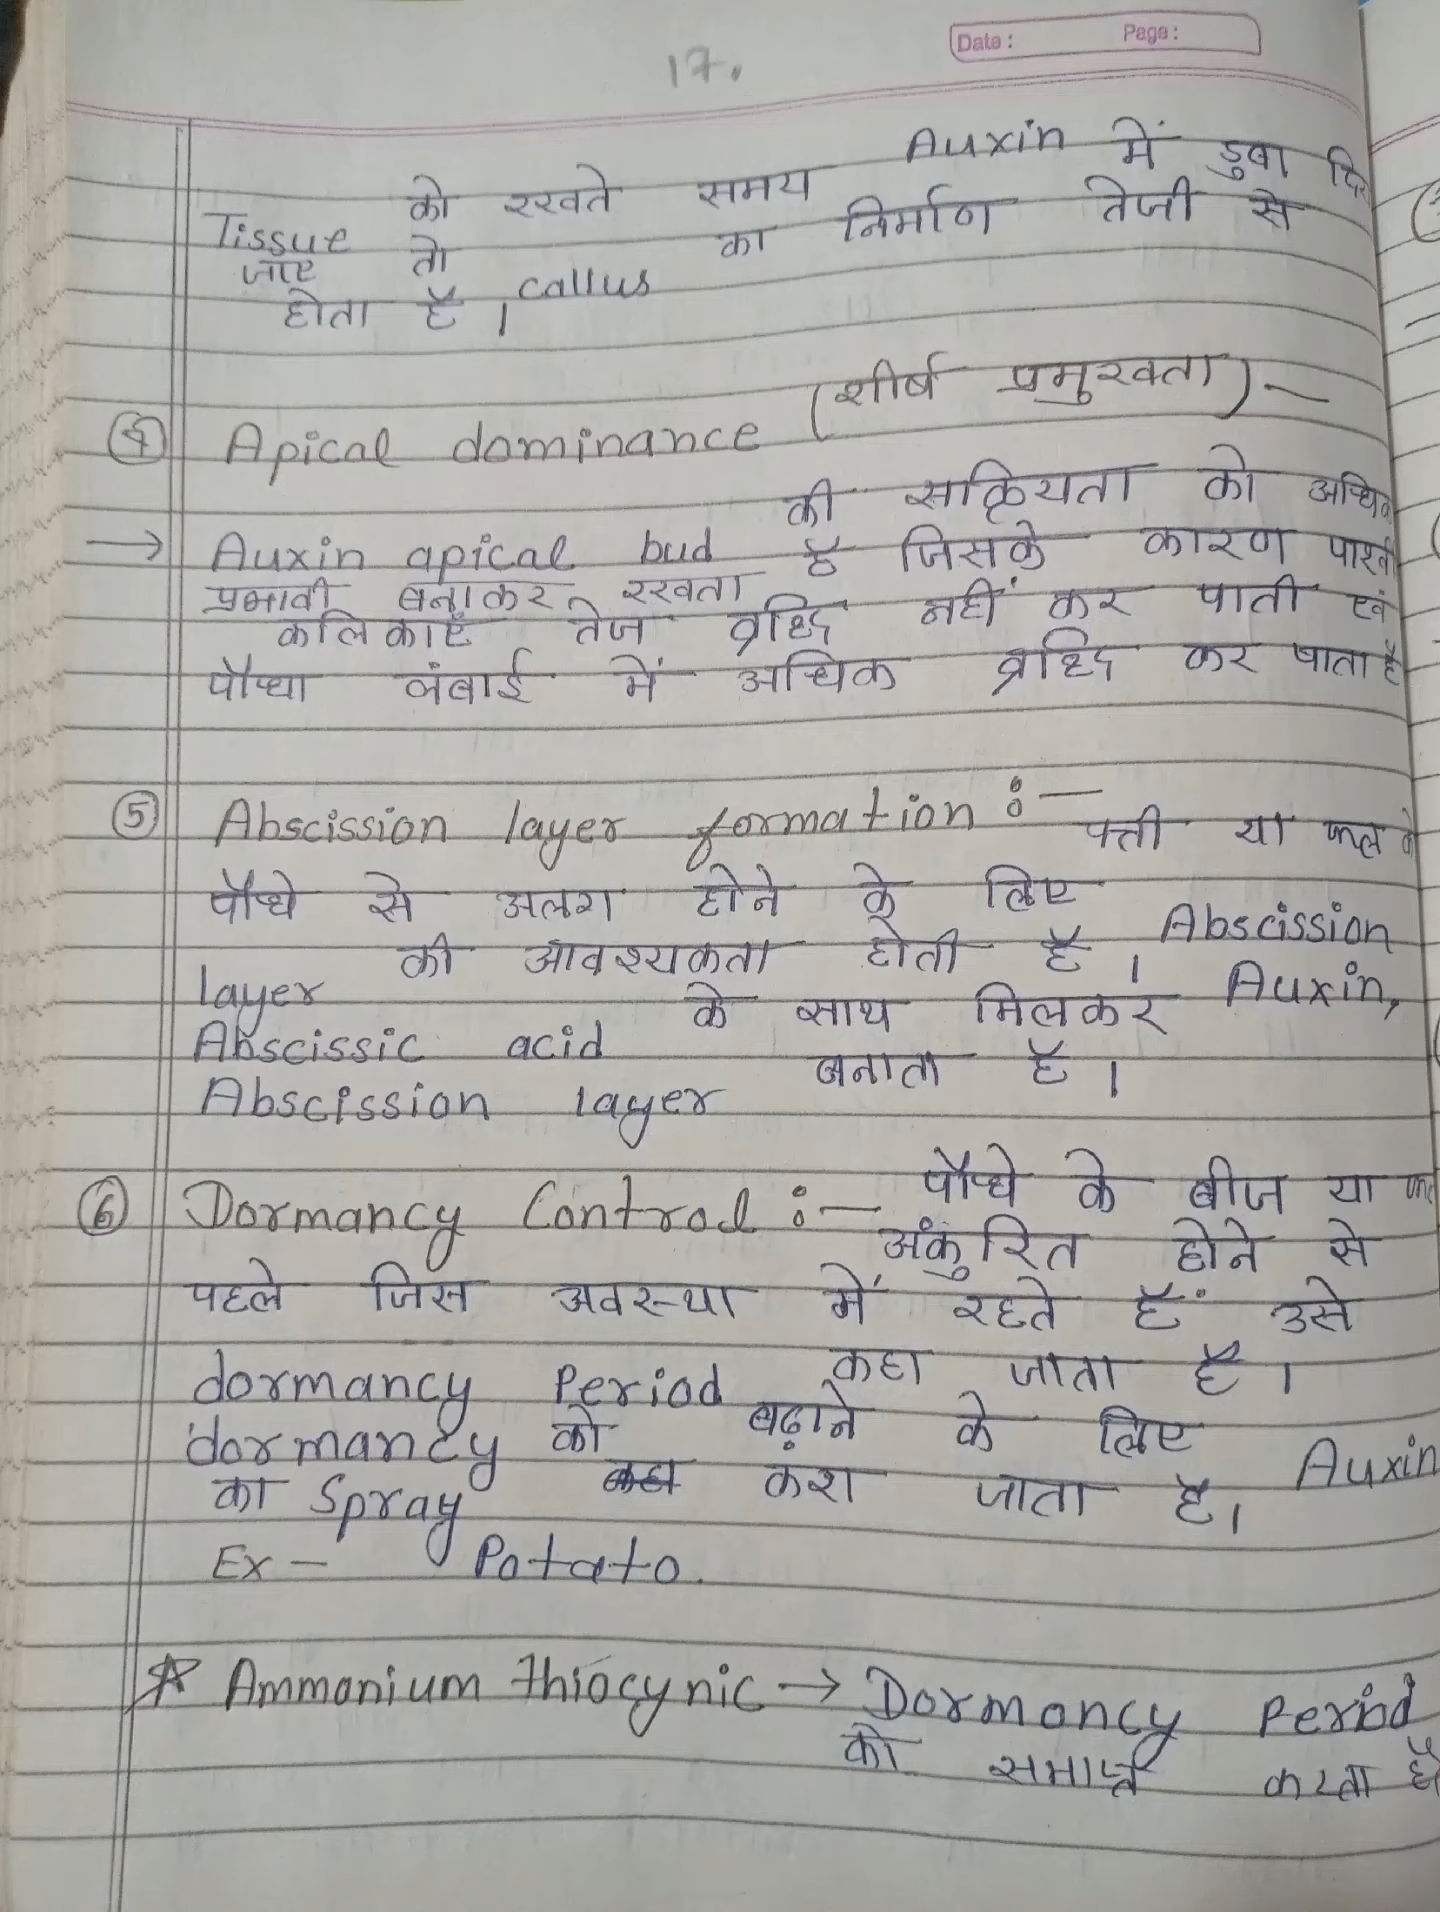 Date : Page :
17.
Tissue को रखते समय Auxin में डुबा
जाए तो callus का निर्माण तेजी से
होता है ।
④ Apical dominance (शीर्ष प्रमुखता) –
→ Auxin apical bud की सक्रियता को
प्रभावी बनाकर रखता है जिसके कारण
कलिकाएँ तेज व्रद्धि नहीं कर पाती एवं
पौधा लंबाई में अधिक व्रद्धि कर पाता है
⑤ Abscission layer formation :— पत्ती या फल
पौधे से अलग होने के लिए Abscission
layer की आवश्यकता होती है । Auxin,
Abscissic acid के साथ मिलकर
Abscission layer बनाता है ।
⑥ Dormancy Control :— पौधे के बीज या
अंकुरित होने से
पहले जिस अवस्था में रहते हैं उसे
dormancy Period कहा जाता है ।
dormancy को बढ़ाने के लिए Auxin
का Spray करा जाता है ।
Ex – Potato.
☆ Ammonium thiocynic → Dormancy Period
को समाप्त करता है